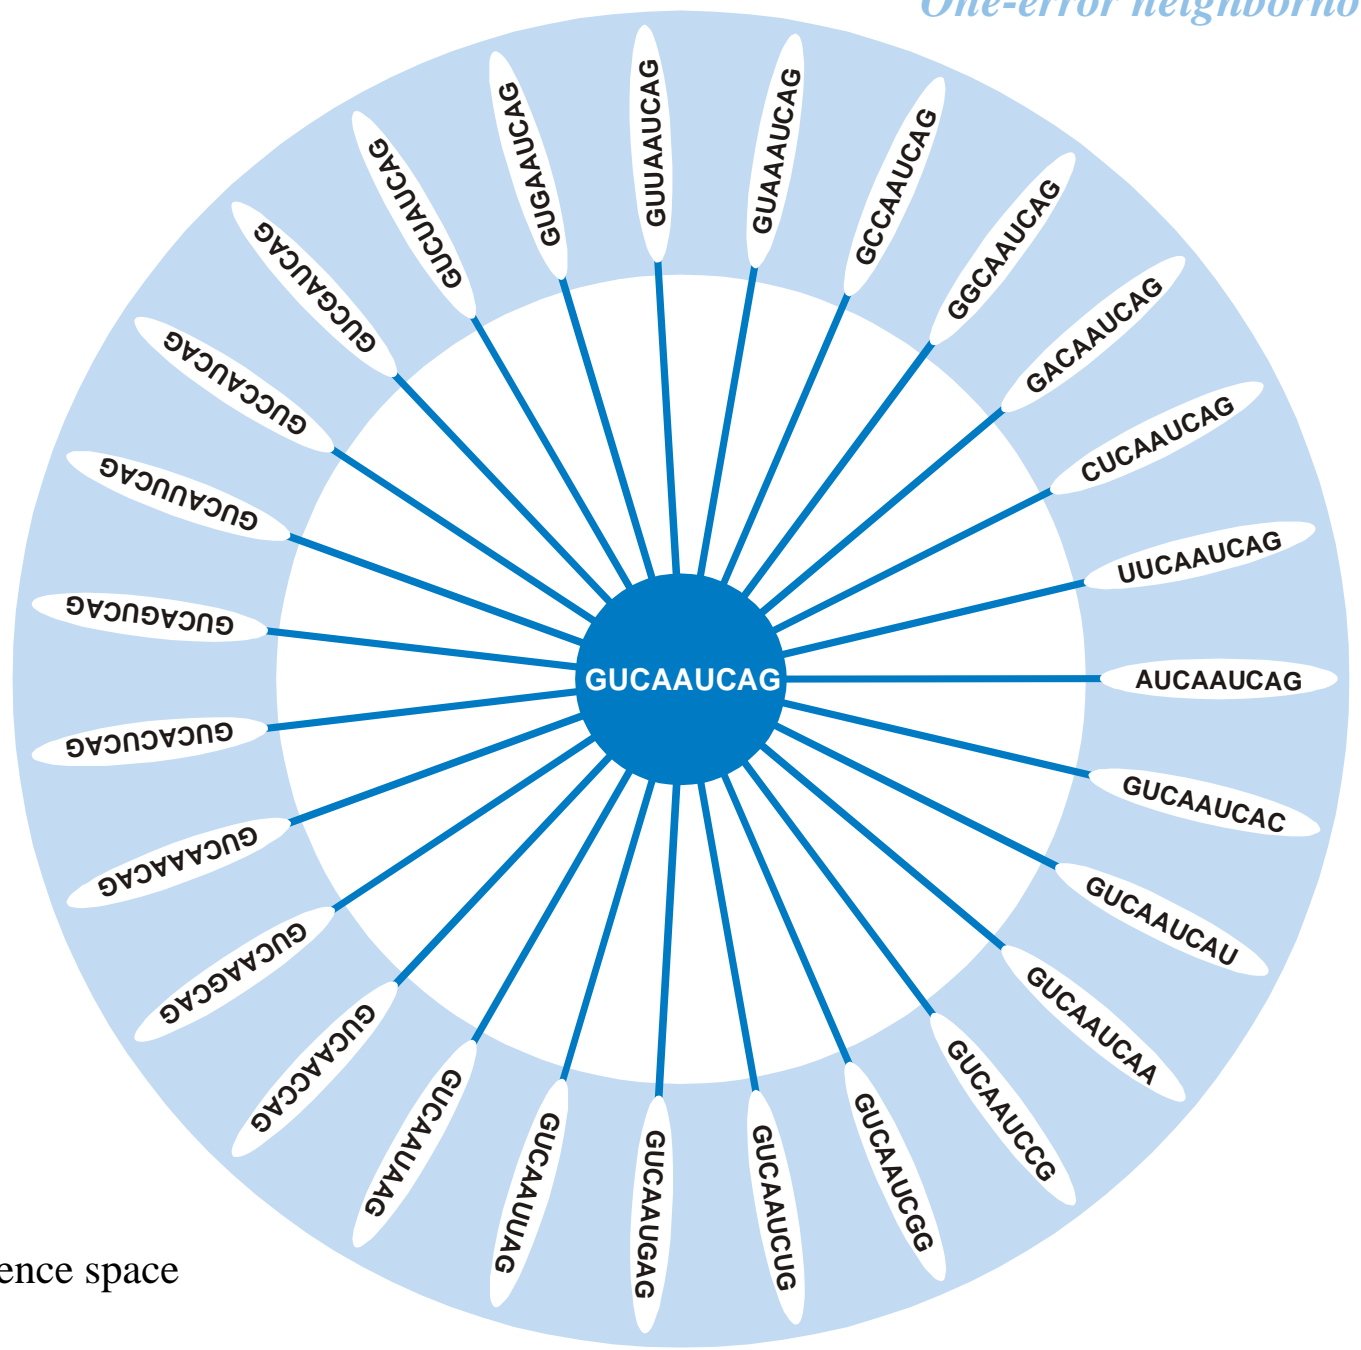 One-error neighborho
GUUAAUCAG
GUAAAUCAG
GCCAAUCAG
GGCAAUCAG
GACAAUCAG
CUCAAUCAG
UUCAAUCAG
AUCAAUCAG
GUCAAUCAC
GUCAAUCAU
GUCAAUCAA
GUCAAUCCG
GUCAAUCGG
GUCAAUCUG
GUCAAUGAG
GUCAAUUAG
GUCAAUAAG
GUCAACCAG
GUCAAGCAG
GUCAAACAG
GUCACUCAG
GUCAGUCAG
GUCAUUCAG
GUCCAUCAG
GUCGAUCAG
GUCUAUCAG
GUGAAUCAG
GUCAAUCAG
ence space